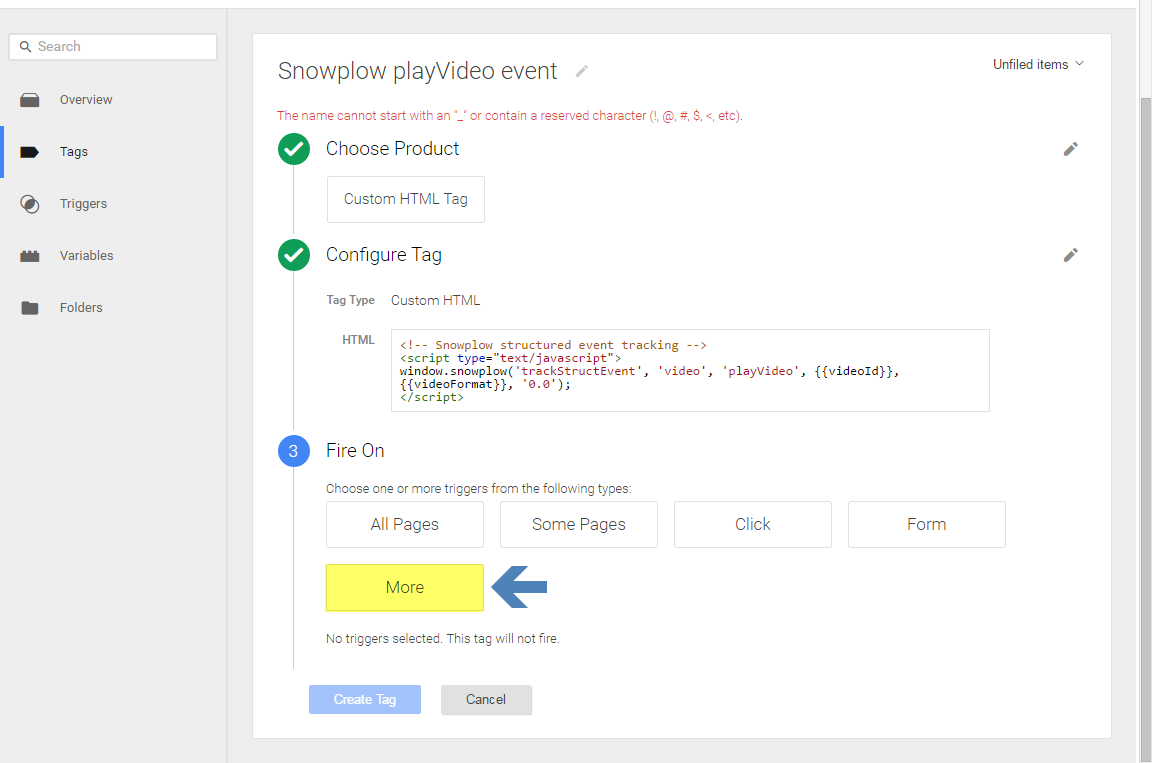 Search
Overview
Tags
Triggers
Variables
Folders
Snowplow playVideo event
Unfiled items
The name cannot start with an "_" or contain a reserved character (!, @, #, $, <, etc).
Choose Product
Custom HTML Tag
Configure Tag
Tag Type Custom HTML
HTML
<!-- Snowplow structured event tracking -->
<script type="text/javascript">
window.snowplow('trackStructEvent', 'video', 'playVideo', {{videoId}},
{{videoFormat}}, '0.0');
</script>
3 Fire On
Choose one or more triggers from the following types:
All Pages Some Pages Click Form
More
No triggers selected. This tag will not fire.
Create Tag Cancel